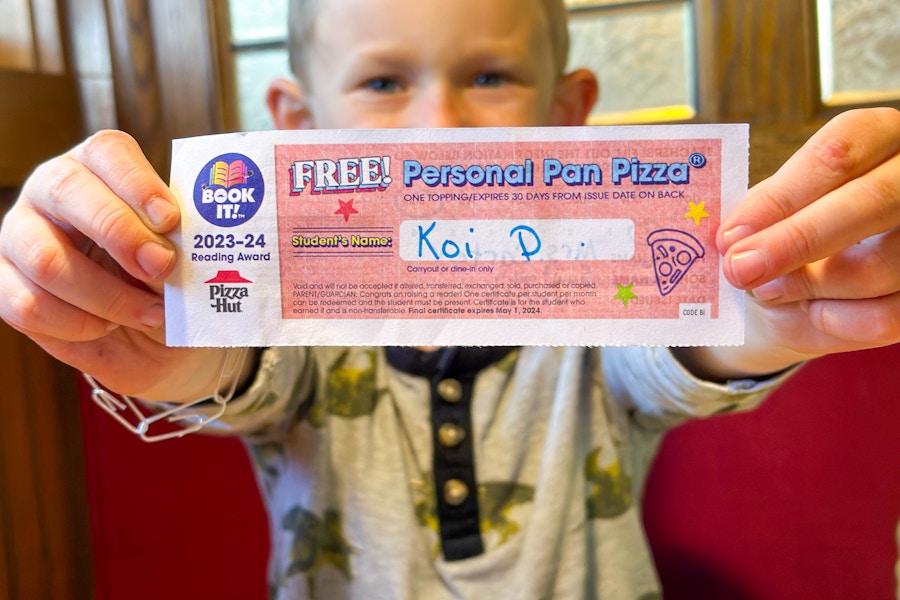 BOOK
IT!™
2023-24
Reading Award
Pizza
Hut
FREE! Personal Pan Pizza®
ONE TOPPING/EXPIRES 30 DAYS FROM ISSUE DATE ON BACK
Student's Name: Koi D.
Carryout or dine-in only
Void and will not be accepted if altered, transferred, exchanged, sold, purchased or copied.
PARENT/GUARDIAN: Congrats on raising a reader! One certificate per student per month
can be redeemed and the student must be present. Certificate is for the student who
earned it and is non-transferable. Final certificate expires May 1, 2024.
CODE BI